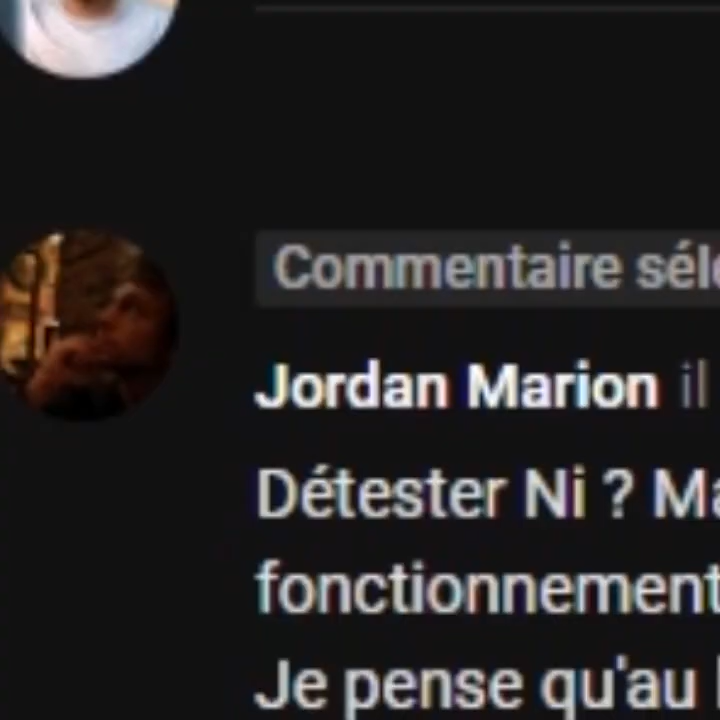 Commentaire sél
Jordan Marion il
Détester Ni ? Ma
fonctionnement
Je pense qu'au